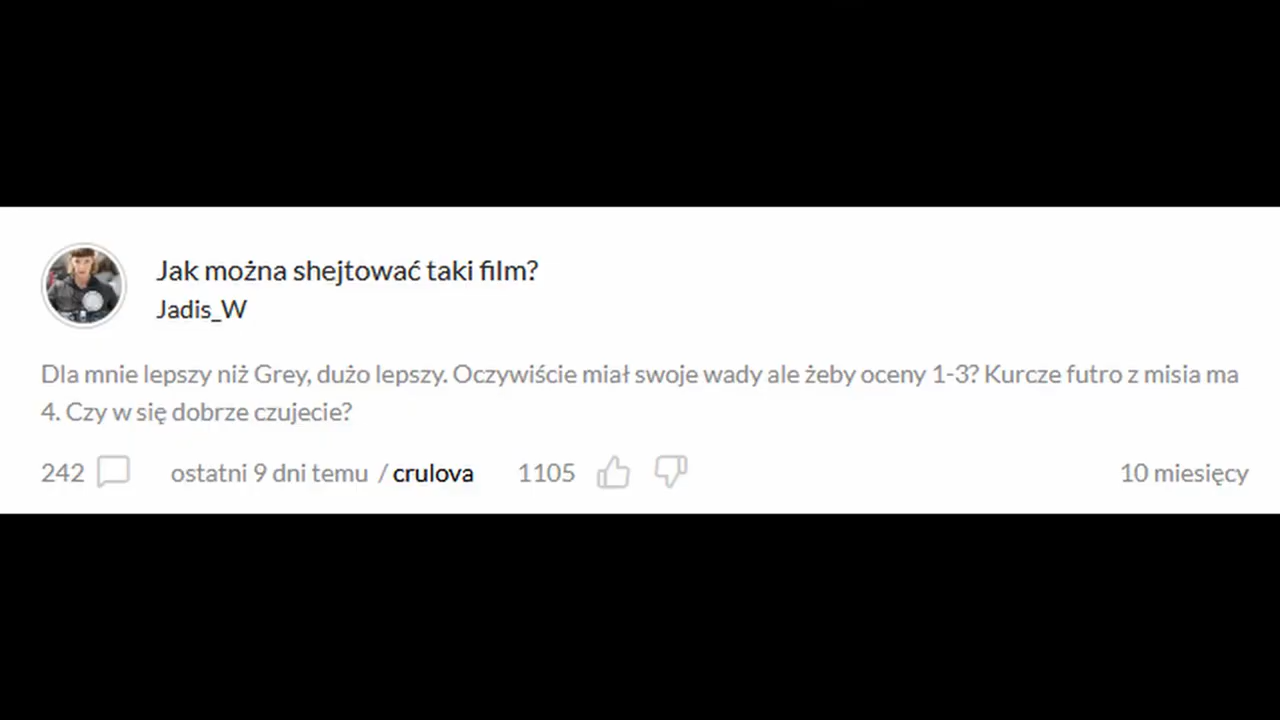 Jak można shejtować taki film?
Jadis_W
Dla mnie lepszy niż Grey, dużo lepszy. Oczywiście miał swoje wady ale żeby oceny 1-3? Kurcze futro z misia ma
4. Czy w się dobrze czujecie?
242 ostatni 9 dni temu / crulova 1105 10 miesięcy